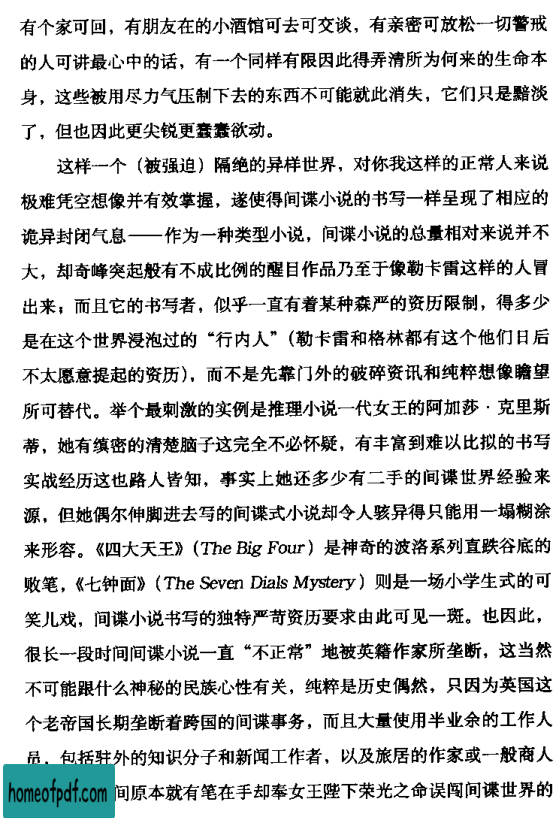 有个家可回，有朋友在的小酒馆可去可交谈，有亲密可放松一切警戒
的人可讲最心中的话，有一个同样有限因此得弄清所为何来的生命本
身，这些被用尽力气压制下去的东西不可能就此消失，它们只是黯淡
了，但也因此更尖锐更蠢蠢欲动。
这样一个（被强迫）隔绝的异样世界，对你我这样的正常人来说
极难凭空想像并有效掌握，遂使得间谍小说的书写一样呈现了相应的
诡异封闭气息——作为一种类型小说，间谍小说的总量相对来说并不
大，却奇峰突起般有不成比例的醒目作品乃至于像勒卡雷这样的人冒
出来；而且它的书写者，似乎一直有着某种森严的资历限制，得多少
是在这个世界浸泡过的“行内人”（勒卡雷和格林都有这个他们日后
不太愿意提起的资历），而不是先靠门外的破碎资讯和纯粹想像瞻望
所可替代。举个最刺激的实例是推理小说一代女王的阿加莎·克里斯
蒂，她有缜密的清楚脑子这完全不必怀疑，有丰富到难以比拟的书写
实战经历这也路人皆知，事实上她还多少有二手的间谍世界经验来
源，但她偶尔伸脚进去写的间谍式小说却令人骇异得只能用一塌糊涂
来形容。《四大天王》（The Big Four）是神奇的波洛系列直跌谷底的
败笔，《七钟面》（The Seven Dials Mystery）则是一场小学生式的可
笑儿戏，间谍小说书写的独特严苛资历要求由此可见一斑。也因此，
很长一段时间间谍小说一直“不正常”地被英籍作家所垄断，这当然
不可能跟什么神秘的民族心性有关，纯粹是历史偶然，只因为英国这
个老帝国长期垄断着跨国的间谍事务，而且大量使用半业余的工作人
员，包括驻外的知识分子和新闻工作者，以及旅居的作家或一般商人
间原本就有笔在手却奉女王陛下荣光之命误闯间谍世界的
homeofpdf.com